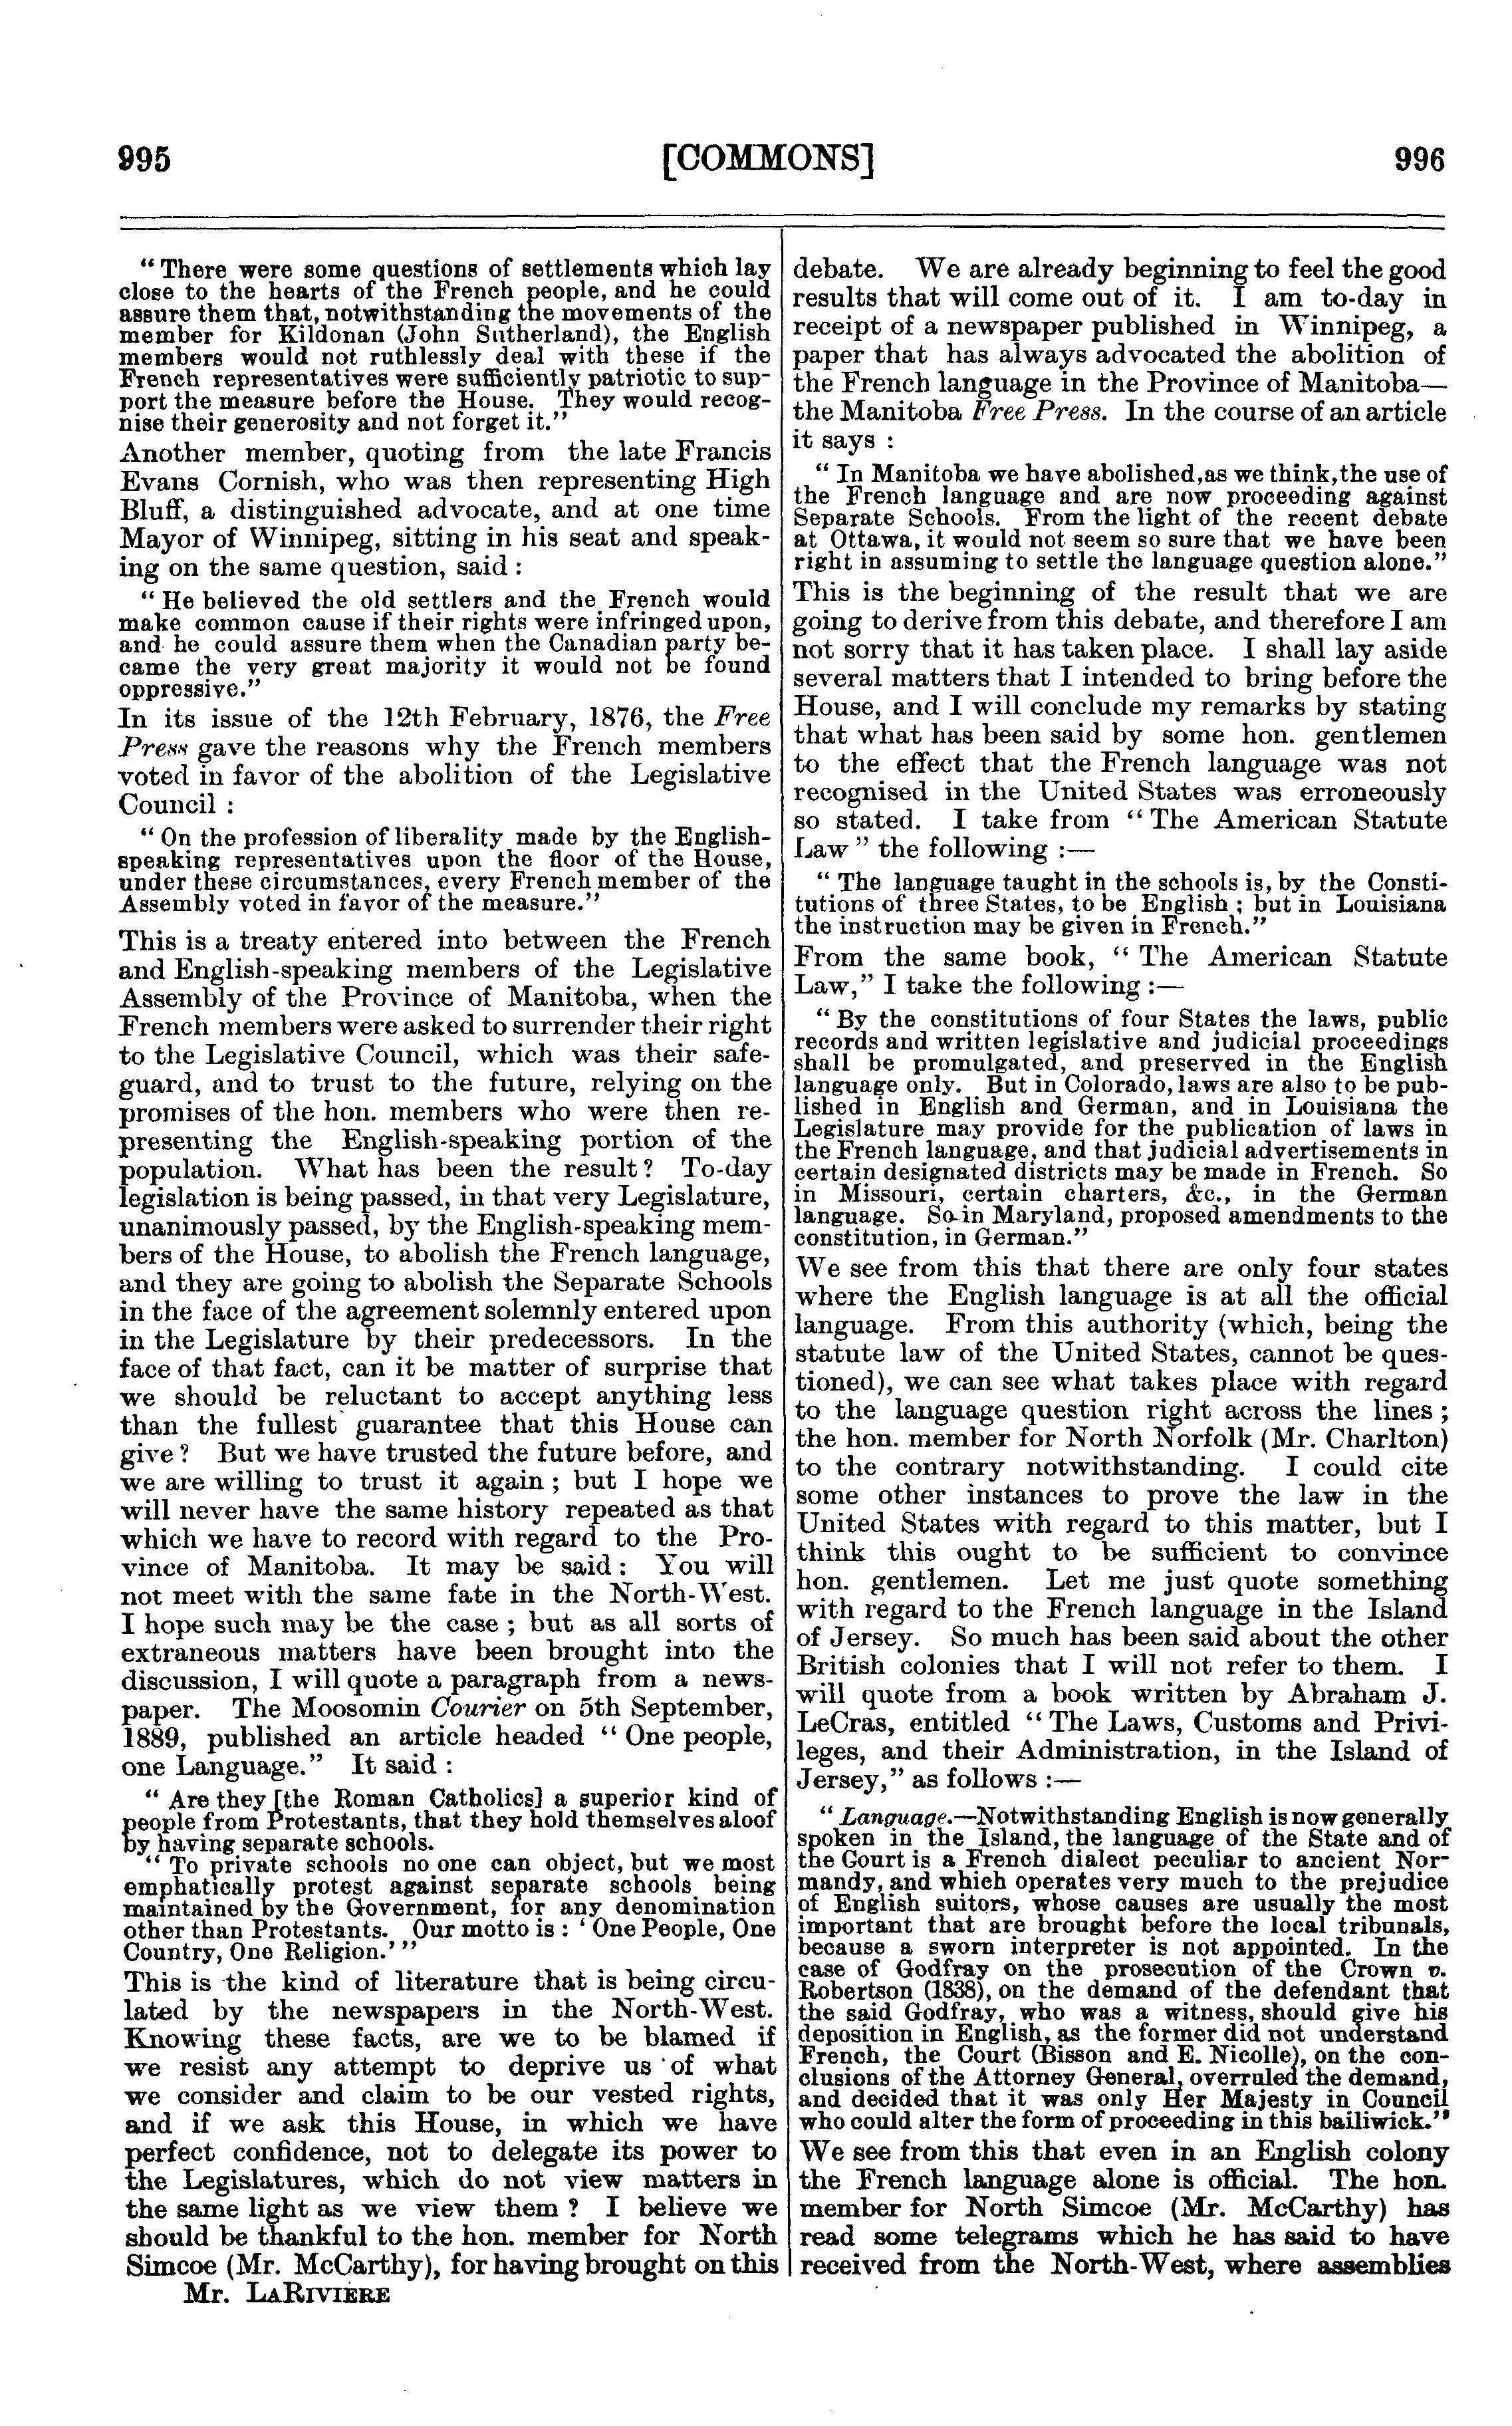 995
[COMMONS]
996
“ There were some questions of settlements which lay
close to the hearts of the French people, and he could
assure them that, notwithstanding the movements of the
member for Kildonan (John Sutherland), the English
members would not ruthlessly deal with these if the
French representatives were sufficiently patriotic to sup-
port the measure before the House. They would recog-
nise their generosity and not forget it.”
Another member, quoting from the late Francis
Evans Cornish, who was then representing High
Bluff, a distinguished advocate, and at one time
Mayor of Winnipeg, sitting in his seat and speak-
ing on the same question, said :
“ He believed the old settlers and the French would
make common cause if their rights were infringed upon,
and he could assure them when the Canadian party be-
came the very great majority it would not be found
oppressive.”
In its issue of the 12th February, 1876, the Free
Press gave the reasons why the French members
voted in favor of the abolition of the Legislative
Council :
“ On the profession of liberality made by the English-
speaking representatives upon the floor of the House,
under these circumstances, every French member of the
Assembly voted in favor of the measure.”
This is a treaty entered into between the French
and English-speaking members of the Legislative
Assembly of the Province of Manitoba, when the
French members were asked to surrender their right
to the Legislative Council, which was their safe-
guard, and to trust to the future, relying on the
promises of the hon. members who were then re-
presenting the English-speaking portion of the
population. What has been the result ? To-day
legislation is being passed, in that very Legislature,
unanimously passed, by the English-speaking mem-
bers of the House, to abolish the French language,
and they are going to abolish the Separate Schools
in the face of the agreement solemnly entered upon
in the Legislature by their predecessors. In the
face of that fact, can it be matter of surprise that
we should be reluctant to accept anything less
than the fullest guarantee that this House can
give ? But we have trusted the future before, and
we are willing to trust it again ; but I hope we
will never have the same history repeated as that
which we have to record with regard to the Pro-
vince of Manitoba. It may be said : You will
not meet with the same fate in the North-West.
I hope such may be the case ; but as all sorts of
extraneous matters have been brought into the
discussion, I will quote a paragraph from a news-
paper. The Moosomin Courier on 5th September,
1889, published an article headed “ One people,
one Language.” It said :
“ Are they [the Roman Catholics] a superior kind of
people from Protestants, that they hold themselves aloof
by having separate schools.
“ To private schools no one can object, but we most
emphatically protest against separate schools being
maintained by the Government, for any denomination
other than Protestants. Our motto is : ‘ One People, One
Country, One Religion.’ ”
This is the kind of literature that is being circu-
lated by the newspapers in the North-West.
Knowing these facts, are we to be blamed if
we resist any attempt to deprive us of what
we consider and claim to be our vested rights,
and if we ask this House, in which we have
perfect confidence, not to delegate its power to
the Legislatures, which do not view matters in
the same light as we view them ? I believe we
should be thankful to the hon. member for North
Simcoe (Mr. McCarthy), for having brought on this
Mr. LARIVIÈRE
debate. We are already beginning to feel the good
results that will come out of it. I am to-day in
receipt of a newspaper published in Winnipeg, a
paper that has always advocated the abolition of
the French language in the Province of Manitoba—
the Manitoba Free Press. In the course of an article
it says :
“ In Manitoba we have abolished, as we think, the use of
the French language and are now proceeding against
Separate Schools. From the light of the recent debate
at Ottawa, it would not seem so sure that we have been
right in assuming to settle the language question alone.”
This is the beginning of the result that we are
going to derive from this debate, and therefore I am
not sorry that it has taken place. I shall lay aside
several matters that I intended to bring before the
House, and I will conclude my remarks by stating
that what has been said by some hon. gentlemen
to the effect that the French language was not
recognised in the United States was erroneously
so stated. I take from “ The American Statute
Law ” the following :—
“ The language taught in the schools is, by the Consti-
tutions of three States, to be English ; but in Louisiana
the instruction may be given in French.”
From the same book, “ The American Statute
Law,” I take the following :—
“ By the constitutions of four States the laws, public
records and written legislative and judicial proceedings
shall be promulgated, and preserved in the English
language only. But in Colorado, laws are also to be pub-
lished in English and German, and in Louisiana the
Legislature may provide for the publication of laws in
the French language, and that judicial advertisements in
certain designated districts may be made in French. So
in Missouri, certain charters, &c., in the German
language. So in Maryland, proposed amendments to the
constitution, in German.”
We see from this that there are only four states
where the English language is at all the official
language. From this authority (which, being the
statute law of the United States, cannot be ques-
tioned), we can see what takes place with regard
to the language question right across the lines ;
the hon. member for North Norfolk (Mr. Charlton)
to the contrary notwithstanding. I could cite
some other instances to prove the law in the
United States with regard to this matter, but I
think this ought to be sufficient to convince
hon. gentlemen. Let me just quote something
with regard to the French language in the Island
of Jersey. So much has been said about the other
British colonies that I will not refer to them. I
will quote from a book written by Abraham J.
LeCras, entitled “ The Laws, Customs and Privi-
leges, and their Administration, in the Island of
Jersey,” as follows :—
“ Language.—Notwithstanding English is now generally
spoken in the Island, the language of the State and of
the Court is a French dialect peculiar to ancient Nor-
mandy, and which operates very much to the prejudice
of English suitors, whose causes are usually the most
important that are brought before the local tribunals,
because a sworn interpreter is not appointed. In the
case of Godfray on the prosecution of the Crown v.
Robertson (1838), on the demand of the defendant that
the said Godfray, who was a witness, should give his
deposition in English, as the former did not understand
French, the Court (Bisson and E. Nicolle), on the con-
clusions of the Attorney General, overruled the demand,
and decided that it was only Her Majesty in Council
who could alter the form of proceeding in this bailiwick.”
We see from this that even in an English colony
the French language alone is official. The hon.
member for North Simcoe (Mr. McCarthy) has
read some telegrams which he has said to have
received from the North-West, where assemblies